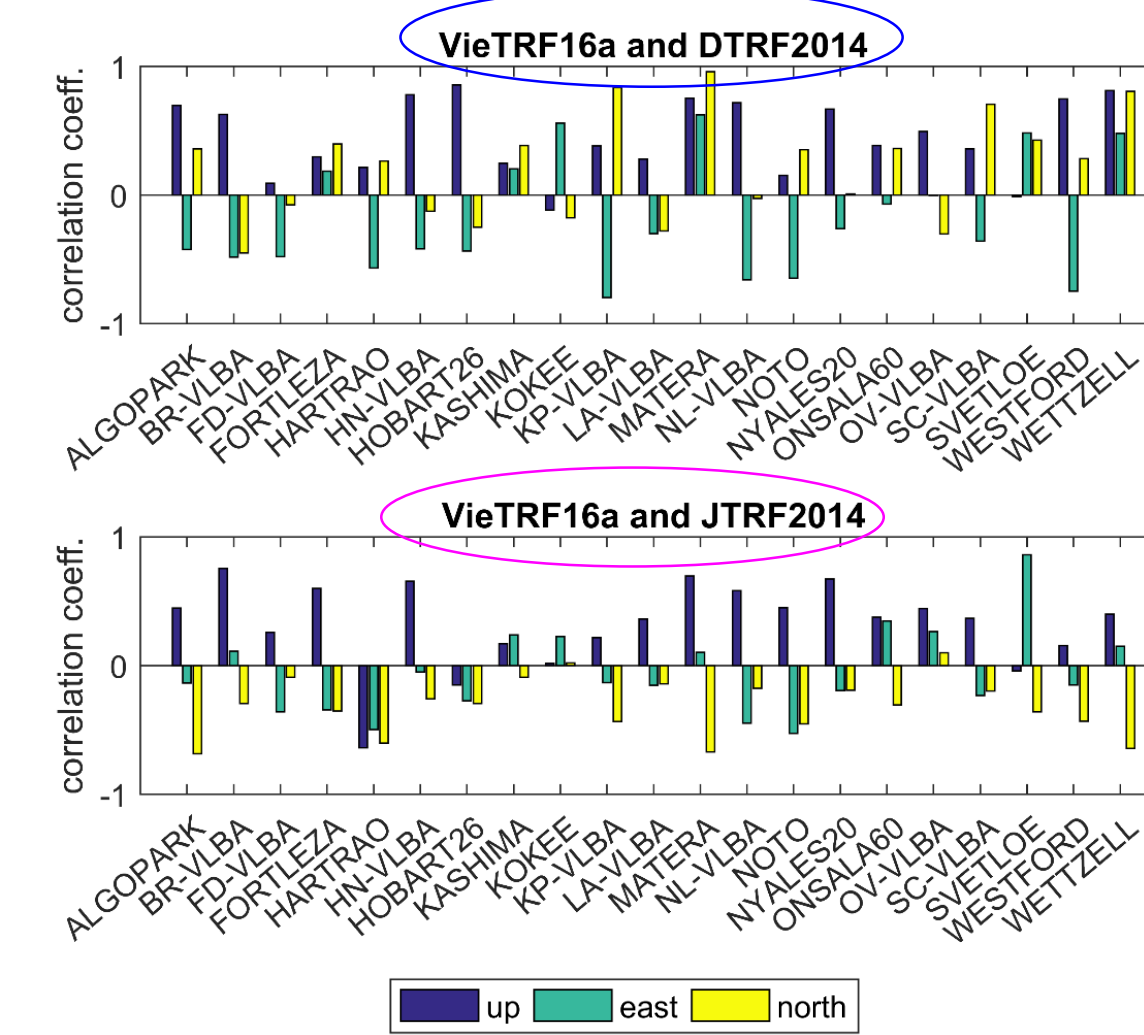 VieTRF16a and DTRF2014
correlation coeff.
1
0
-1
ALGOPARK
BR-VLBA
FD-VLBA
FORTLEZA
HARTRAO
HN-VLBA
HOBART26
KASHIMA
KOKEE
KP-VLBA
LA-VLBA
MATERA
NL-VLBA
NOTO
NYALES20
ONSALA60
OV-VLBA
SC-VLBA
SVETLOE
WESTFORD
WETTZELL
VieTRF16a and JTRF2014
correlation coeff.
1
0
-1
ALGOPARK
BR-VLBA
FD-VLBA
FORTLEZA
HARTRAO
HN-VLBA
HOBART26
KASHIMA
KOKEE
KP-VLBA
LA-VLBA
MATERA
NL-VLBA
NOTO
NYALES20
ONSALA60
OV-VLBA
SC-VLBA
SVETLOE
WESTFORD
WETTZELL
up east north